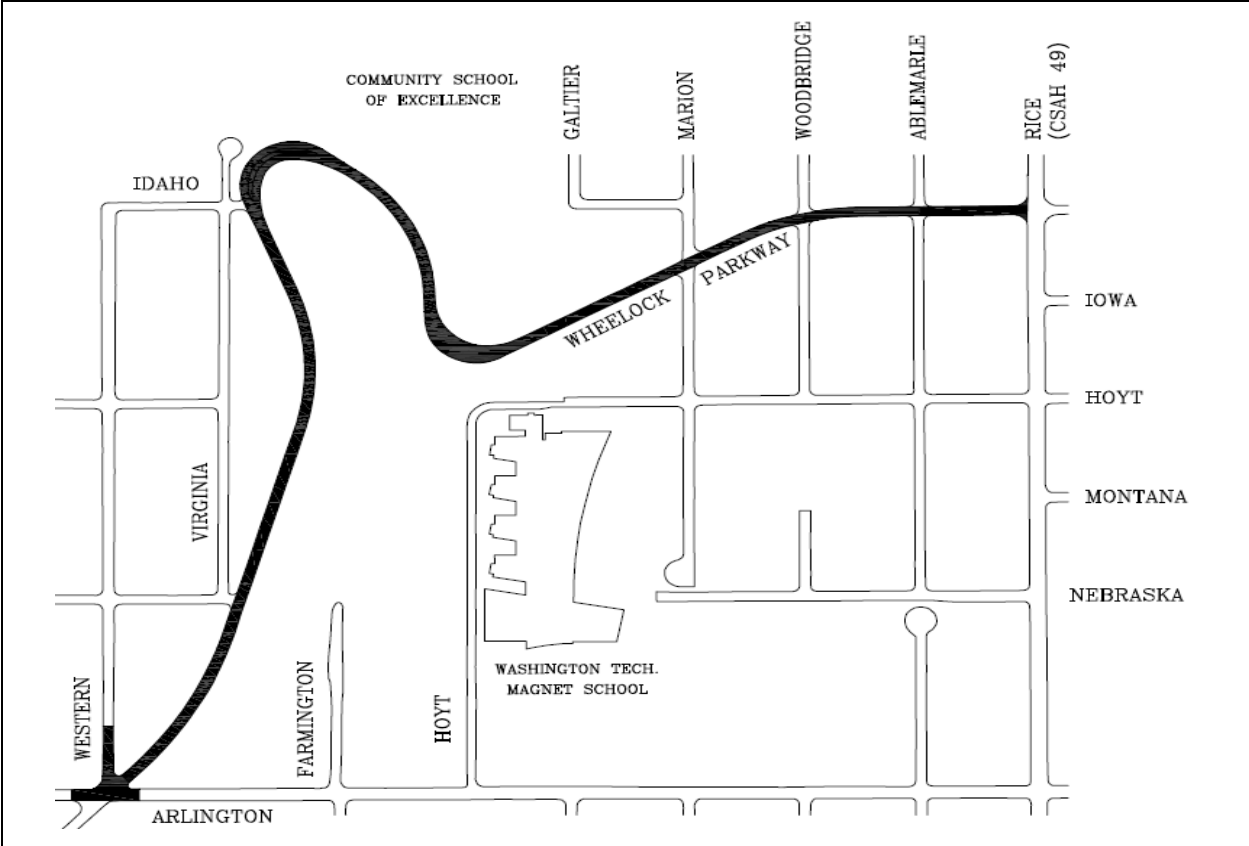 COMMUNITY SCHOOL
OF EXCELLENCE
GALTIER
MARION
WOODBRIDGE
ABLEMARLE
RICE
(CSAH 49)
IDAHO
WHEELOCK PARKWAY
IOWA
HOYT
VIRGINIA
MONTANA
NEBRASKA
WASHINGTON TECH.
MAGNET SCHOOL
WESTERN
FARMINGTON
HOYT
ARLINGTON